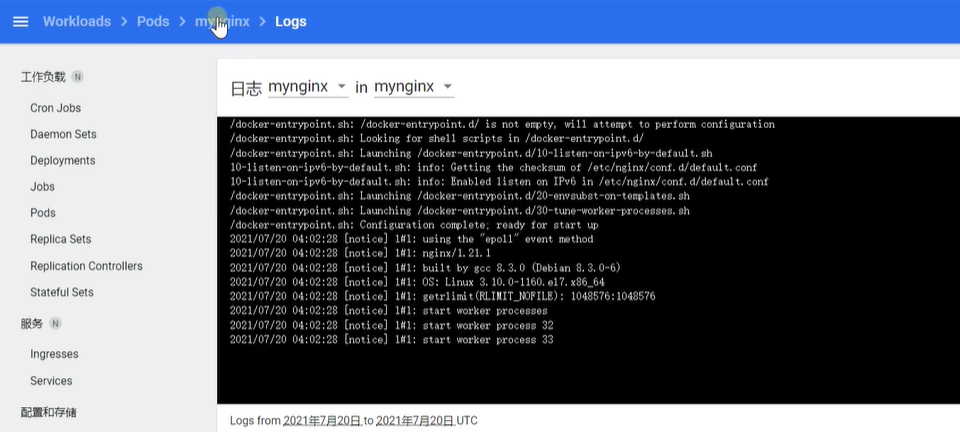 Workloads > Pods > mynginx > Logs
工作负载 N
Cron Jobs
Daemon Sets
Deployments
Jobs
Pods
Replica Sets
Replication Controllers
Stateful Sets
服务 N
Ingresses
Services
配置和存储
日志 mynginx in mynginx
/docker-entrypoint.sh: /docker-entrypoint.d/ is not empty, will attempt to perform configuration
/docker-entrypoint.sh: Looking for shell scripts in /docker-entrypoint.d/
/docker-entrypoint.sh: Launching /docker-entrypoint.d/10-listen-on-ipv6-by-default.sh
10-listen-on-ipv6-by-default.sh: info: Getting the checksum of /etc/nginx/conf.d/default.conf
10-listen-on-ipv6-by-default.sh: info: Enabled listen on IPv6 in /etc/nginx/conf.d/default.conf
/docker-entrypoint.sh: Launching /docker-entrypoint.d/20-envsubst-on-templates.sh
/docker-entrypoint.sh: Launching /docker-entrypoint.d/30-tune-worker-processes.sh
/docker-entrypoint.sh: Configuration complete; ready for start up
2021/07/20 04:02:28 [notice] 1#1: using the "epoll" event method
2021/07/20 04:02:28 [notice] 1#1: nginx/1.21.1
2021/07/20 04:02:28 [notice] 1#1: built by gcc 8.3.0 (Debian 8.3.0-6)
2021/07/20 04:02:28 [notice] 1#1: OS: Linux 3.10.0-1160.el7.x86_64
2021/07/20 04:02:28 [notice] 1#1: getrlimit(RLIMIT_NOFILE): 1048576:1048576
2021/07/20 04:02:28 [notice] 1#1: start worker processes
2021/07/20 04:02:28 [notice] 1#1: start worker process 32
2021/07/20 04:02:28 [notice] 1#1: start worker process 33
Logs from 2021年7月20日 to 2021年7月20日 UTC